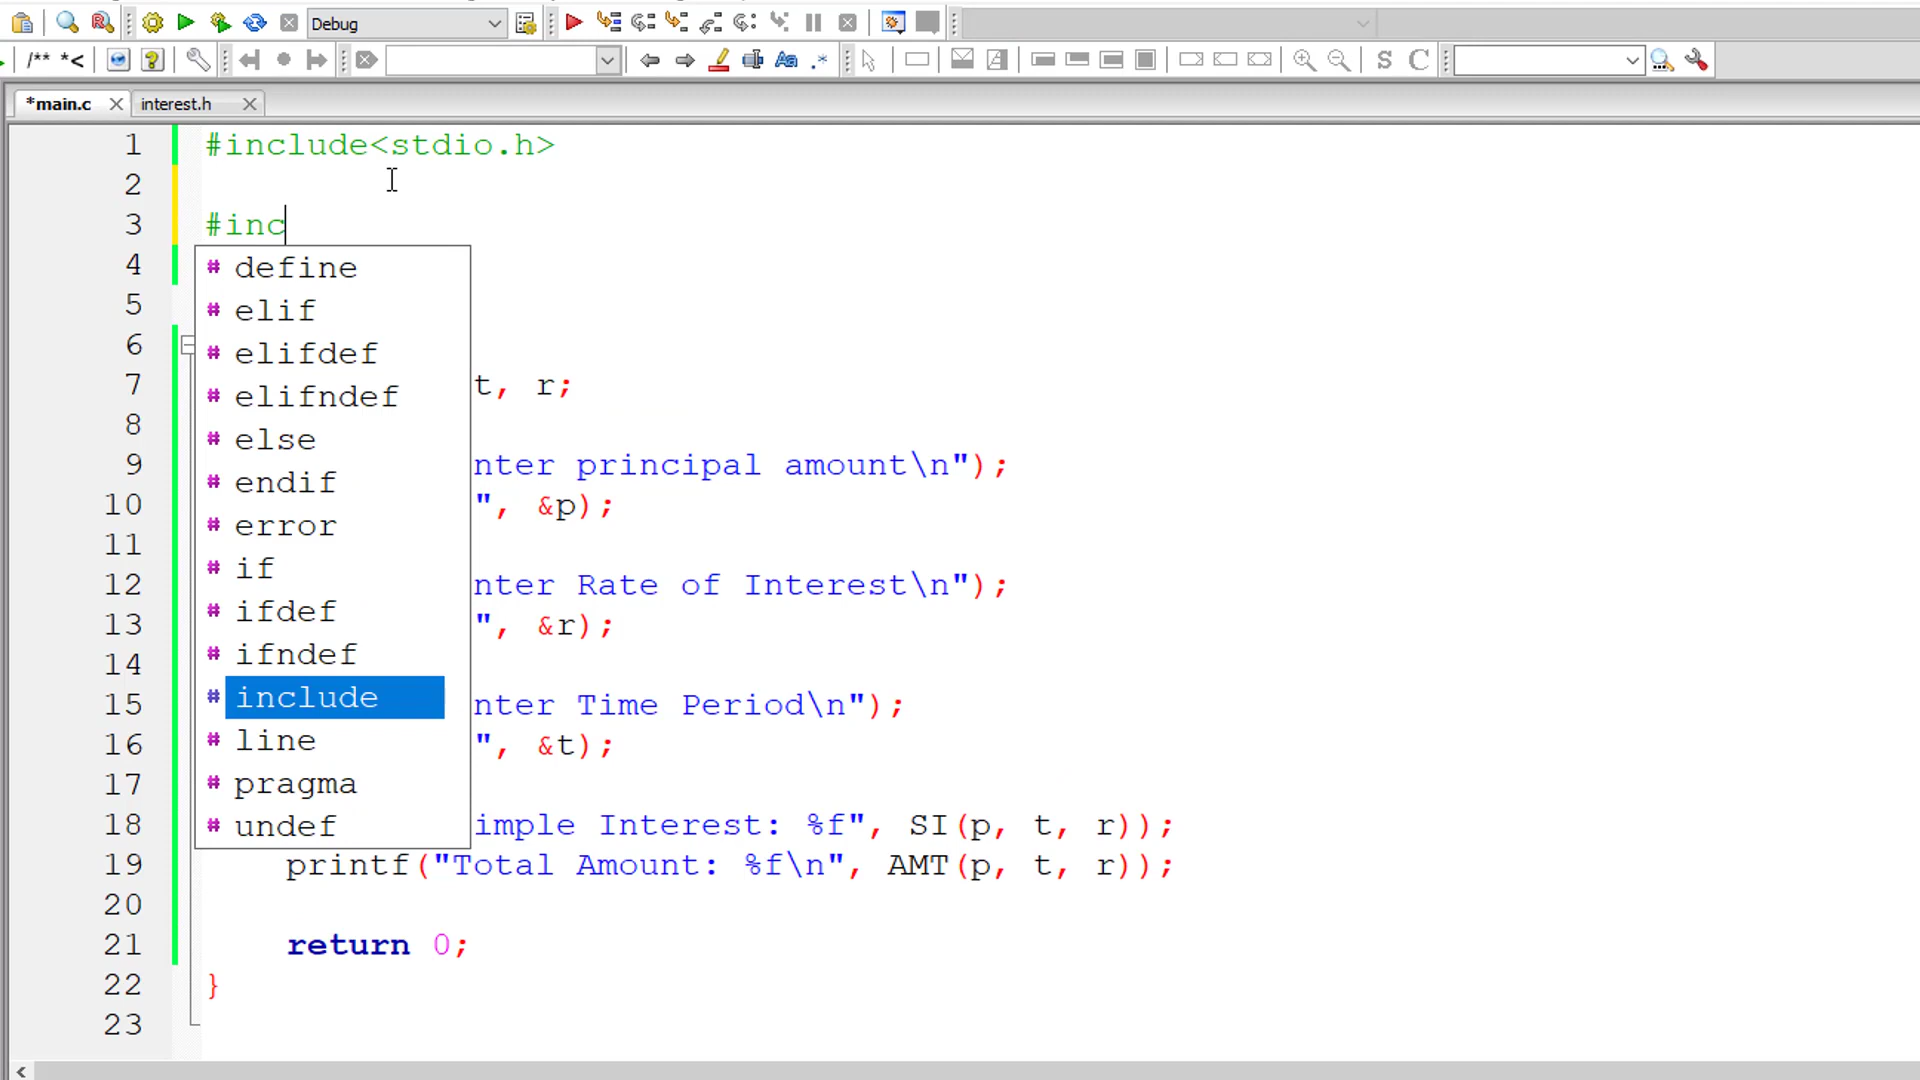 Debug
/** *<
Aa .* S C
*main.c interest.h
1 #include<stdio.h>
2
3 #inc
4
5
6
7 t, r;
8
9 nter principal amount\n");
10 ", &p);
11
12 nter Rate of Interest\n");
13 ", &r);
14
15 nter Time Period\n");
16 ", &t);
17
18 imple Interest: %f", SI(p, t, r));
19 printf("Total Amount: %f\n", AMT(p, t, r));
20
21 return 0;
22 }
23
# define
# elif
# elifdef
# elifndef
# else
# endif
# error
# if
# ifdef
# ifndef
# include
# line
# pragma
# undef